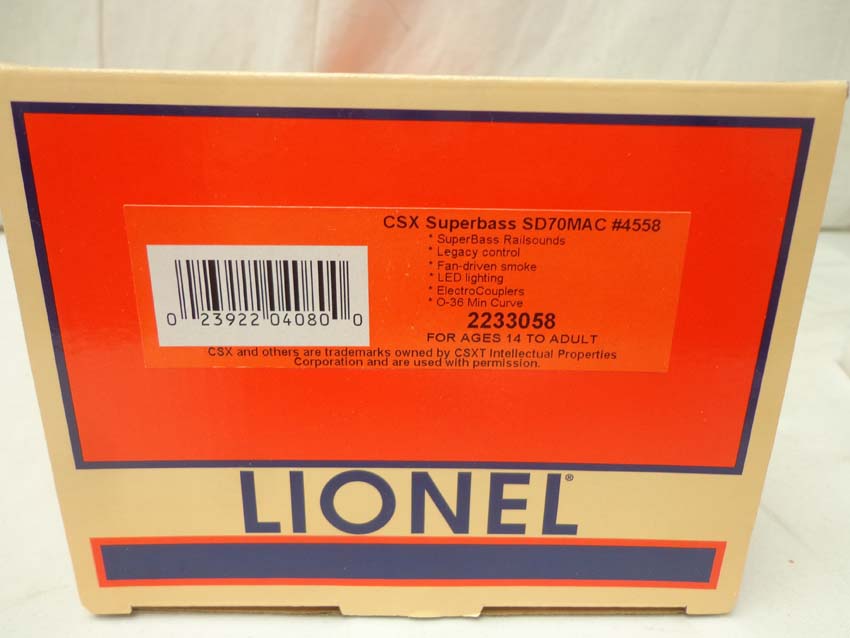 CSX Superbass SD70MAC #4558
* SuperBass Railsounds
* Legacy control
* Fan-driven smoke
* LED lighting
* ElectroCouplers
* O-36 Min Curve
0 23922 04080 0
2233058
FOR AGES 14 TO ADULT
CSX and others are trademarks owned by CSXT Intellectual Properties
Corporation and are used with permission.
LIONEL®